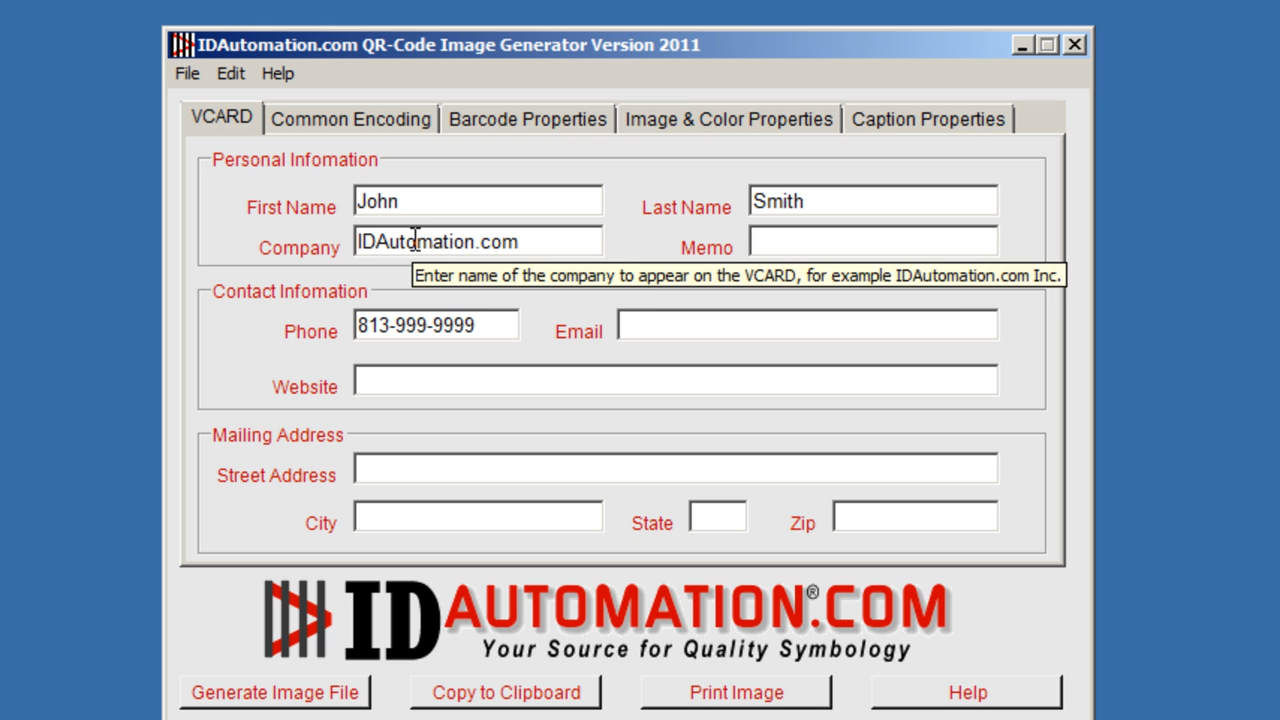 IDAutomation.com QR-Code Image Generator Version 2011
File Edit Help
VCARD Common Encoding Barcode Properties Image & Color Properties Caption Properties
Personal Infomation
First Name John Last Name Smith
Company IDAutomation.com Memo
Enter name of the company to appear on the VCARD, for example IDAutomation.com Inc.
Contact Infomation
Phone 813-999-9999 Email
Website
Mailing Address
Street Address
City State Zip
IDAUTOMATION®.COM
Your Source for Quality Symbology
Generate Image File Copy to Clipboard Print Image Help